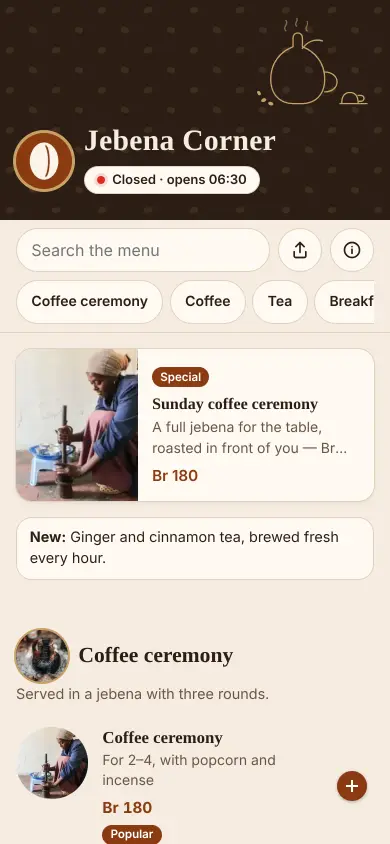 Jebena Corner
Closed · opens 06:30
Search the menu
Coffee ceremony
Coffee
Tea
Breakf
Special
Sunday coffee ceremony
A full jebena for the table,
roasted in front of you — Br…
Br 180
New: Ginger and cinnamon tea, brewed fresh
every hour.
Coffee ceremony
Served in a jebena with three rounds.
Coffee ceremony
For 2–4, with popcorn and
incense
Br 180
Popular